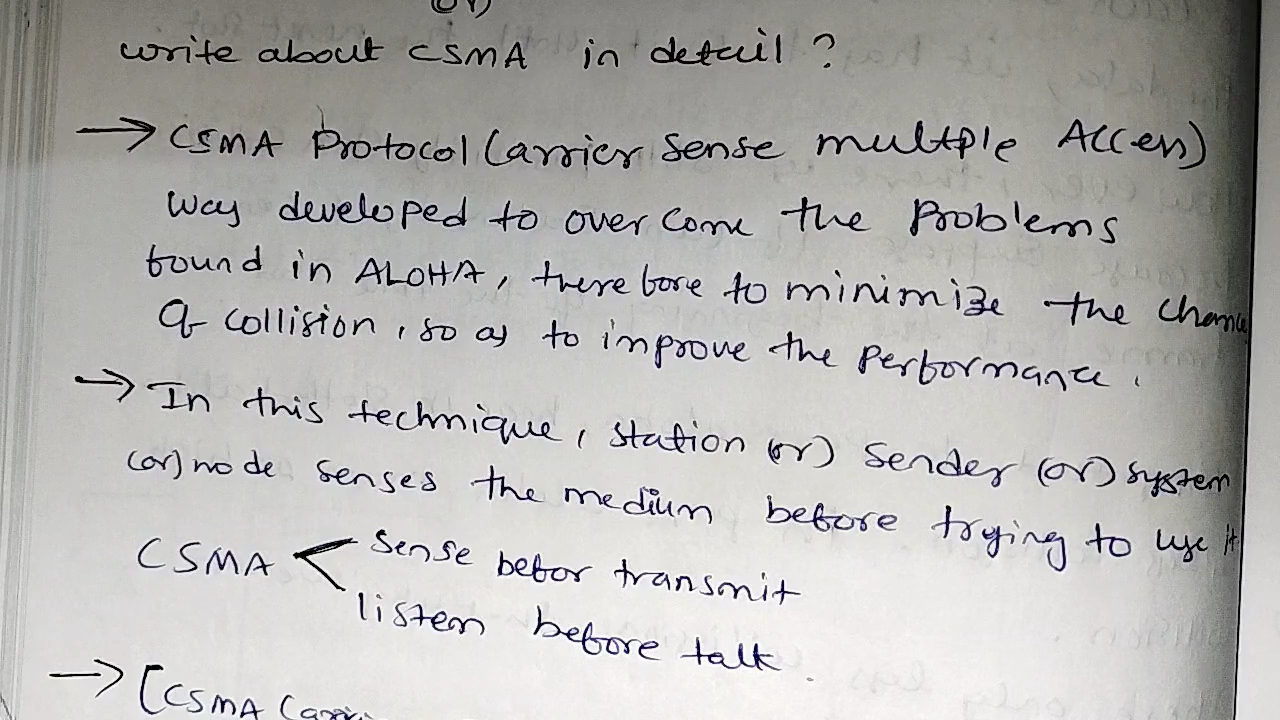 (or)
write about CSMA in detail ?
→ CSMA Protocol (Carrier Sense multiple Access)
was developed to over come the Problems
found in ALOHA, therefore to minimize the chance
of collision, so as to improve the Performance.
→ In this technique, station (or) Sender (or) system
(or) node senses the medium before trying to use it
CSMA < Sense befor transmit
listen before talk.
→ [CSMA (Carri